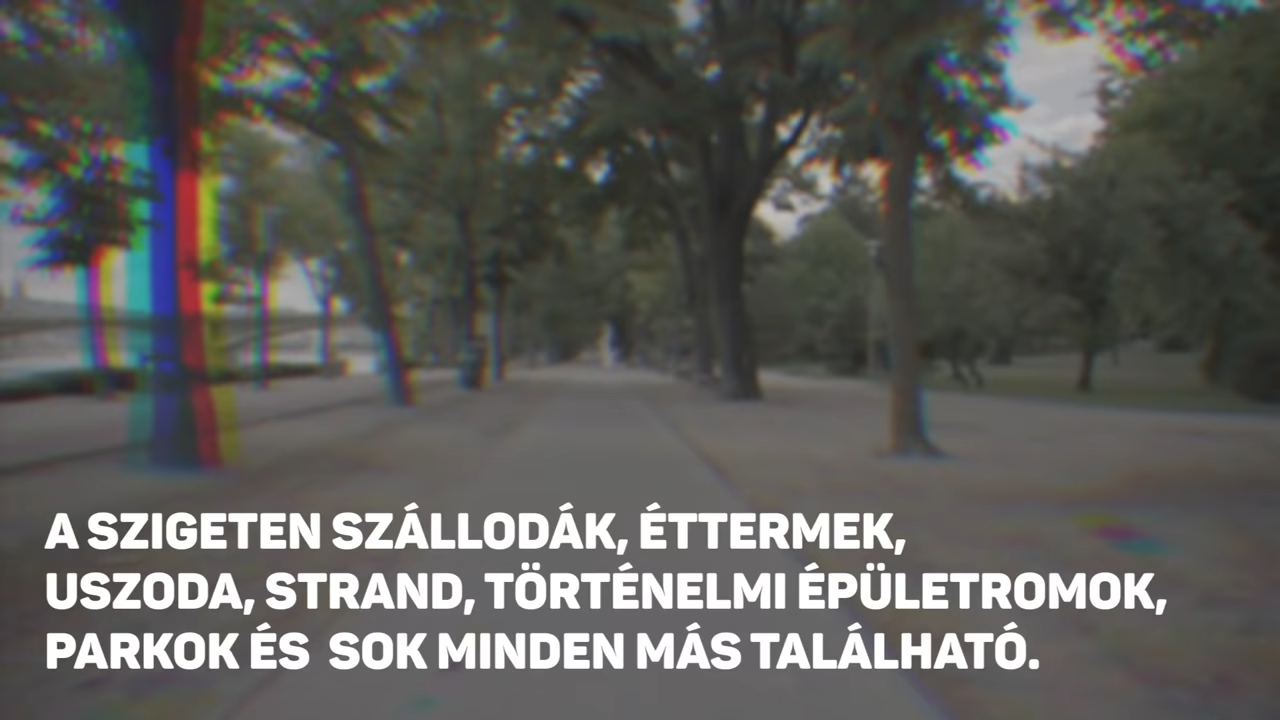 A SZIGETEN SZÁLLODÁK, ÉTTERMEK,
USZODA, STRAND, TÖRTÉNELMI ÉPÜLETROMOK,
PARKOK ÉS  SOK MINDEN MÁS TALÁLHATÓ.